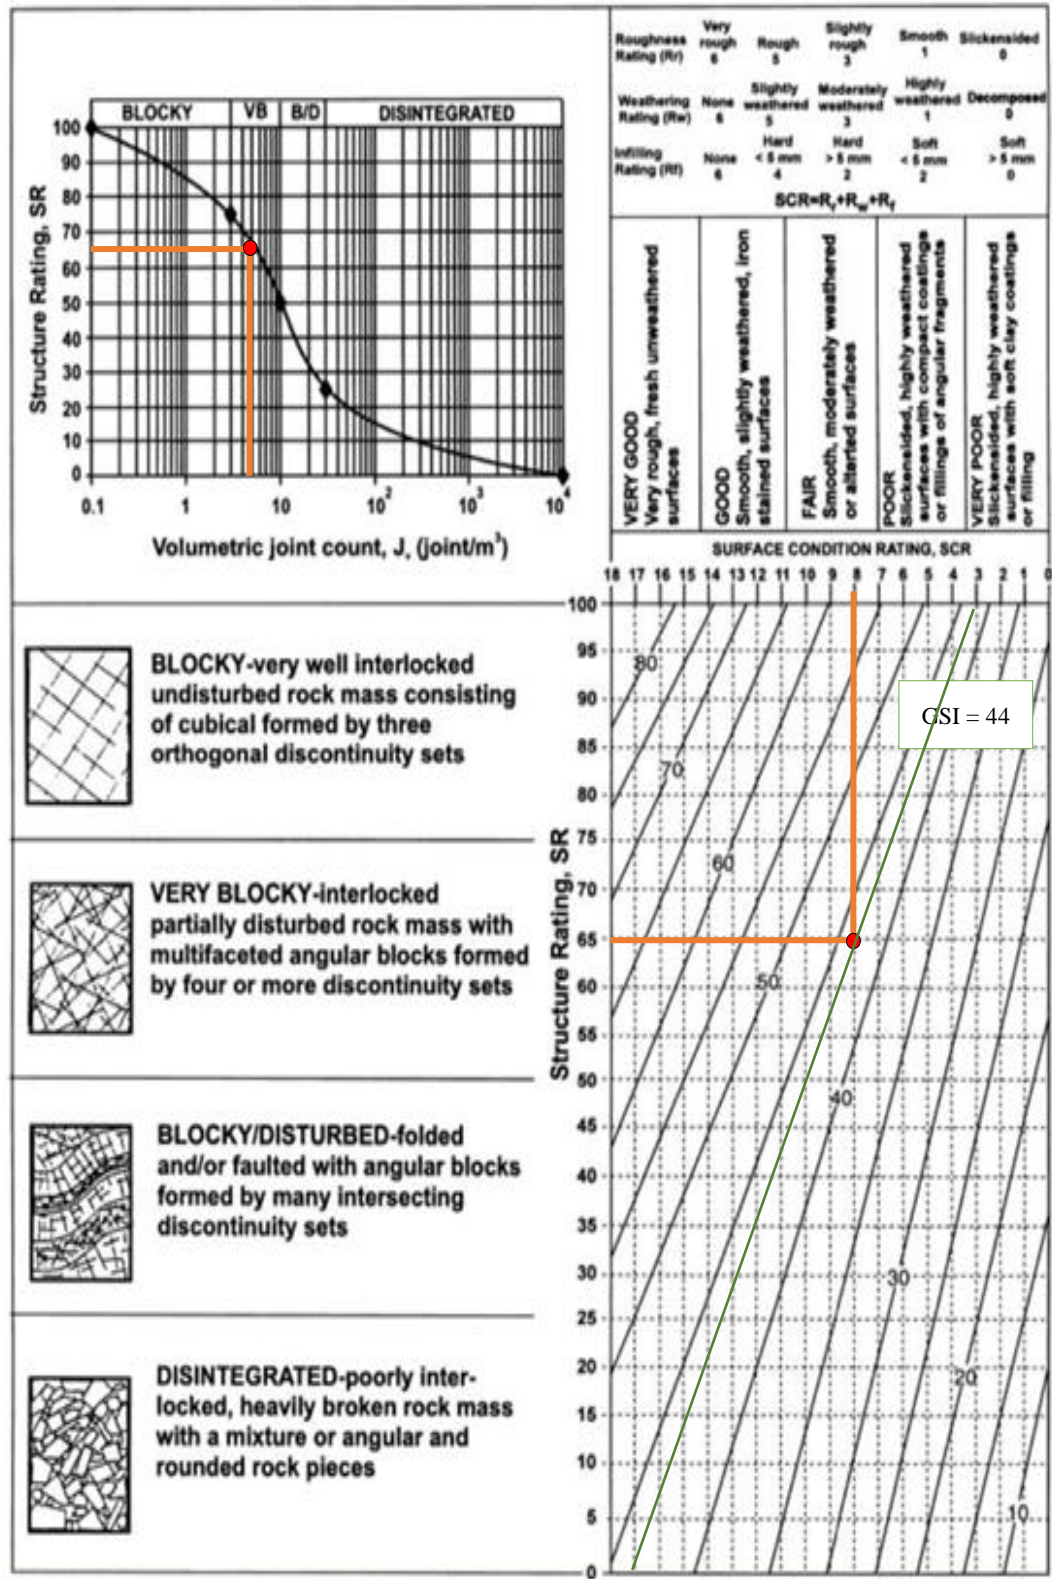 BLOCKY VB B/D DISINTEGRATED
100
90
80
70
60
50
40
30
20
10
0
Structure Rating, SR
0.1 1 10 10² 10³ 10⁴
Volumetric joint count, Jᵥ (joint/m³)
Roughness Rating (Rr)
Very rough 6
Rough 5
Slightly rough 3
Smooth 1
Slickensided 0
Weathering Rating (Rw)
None 6
Slightly weathered 5
Moderately weathered 3
Highly weathered 1
Decomposed 0
Infilling Rating (Rf)
None 6
Hard < 5 mm 4
Hard > 5 mm 2
Soft < 5 mm 2
Soft > 5 mm 0
SCR=Rr+Rw+Rf
VERY GOOD
Very rough, fresh unweathered
surfaces
GOOD
Smooth, slightly weathered, iron
stained surfaces
FAIR
Smooth, moderately weathered
or alterted surfaces
POOR
Slickensided, highly weathered
surfaces with compact coatings
or fillings of angular fragments
VERY POOR
Slickensided, highly weathered
surfaces with soft clay coatings
or filling
SURFACE CONDITION RATING, SCR
18 17 16 15 14 13 12 11 10 9 8 7 6 5 4 3 2 1 0
BLOCKY-very well interlocked
undisturbed rock mass consisting
of cubical formed by three
orthogonal discontinuity sets
VERY BLOCKY-interlocked
partially disturbed rock mass with
multifaceted angular blocks formed
by four or more discontinuity sets
BLOCKY/DISTURBED-folded
and/or faulted with angular blocks
formed by many intersecting
discontinuity sets
DISINTEGRATED-poorly inter-
locked, heavily broken rock mass
with a mixture or angular and
rounded rock pieces
Structure Rating, SR
100
95
90
85
80
75
70
65
60
55
50
45
40
35
30
25
20
15
10
5
0
80
70
60
50
40
30
20
10
GSI = 44